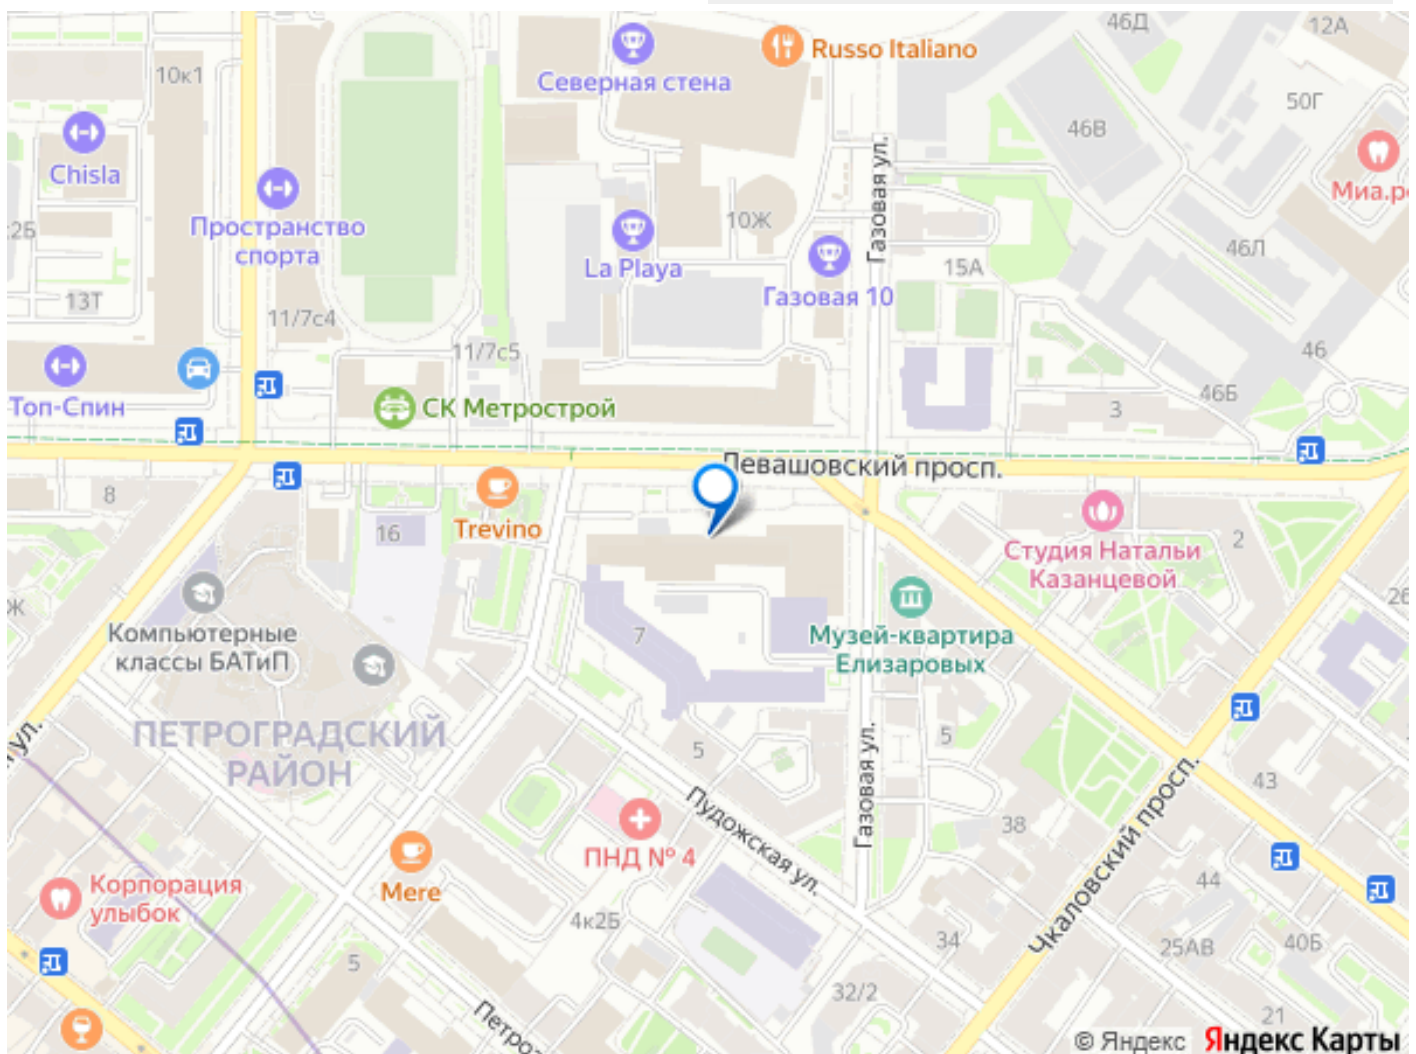 46Д
12А
Russo Italiano
Северная стена
10к1
50Г
46В
Chisla
Миа.р
Газовая ул.
Пространство
спорта
10Ж
2Б
La Playa
46Л
15А
Газовая 10
13Т
11/7с4
11/7с5
46
46Б
Топ-Спин
СК Метрострой
3
Левашовский просп.
8
Trevino
16
2
Студия Натальи
Казанцевой
26
Ж
Компьютерные
классы БАТиП
7
Музей-квартира
Елизаровых
ул.
ПЕТРОГРАДСКИЙ
РАЙОН
5
5
Газовая ул.
43
Пудожская ул.
38
Чкаловский просп.
ПНД № 4
Mere
Корпорация
улыбок
44
4к2Б
34
25АВ
40Б
5
32/2
21
Петроз
© Яндекс Яндекс Карты